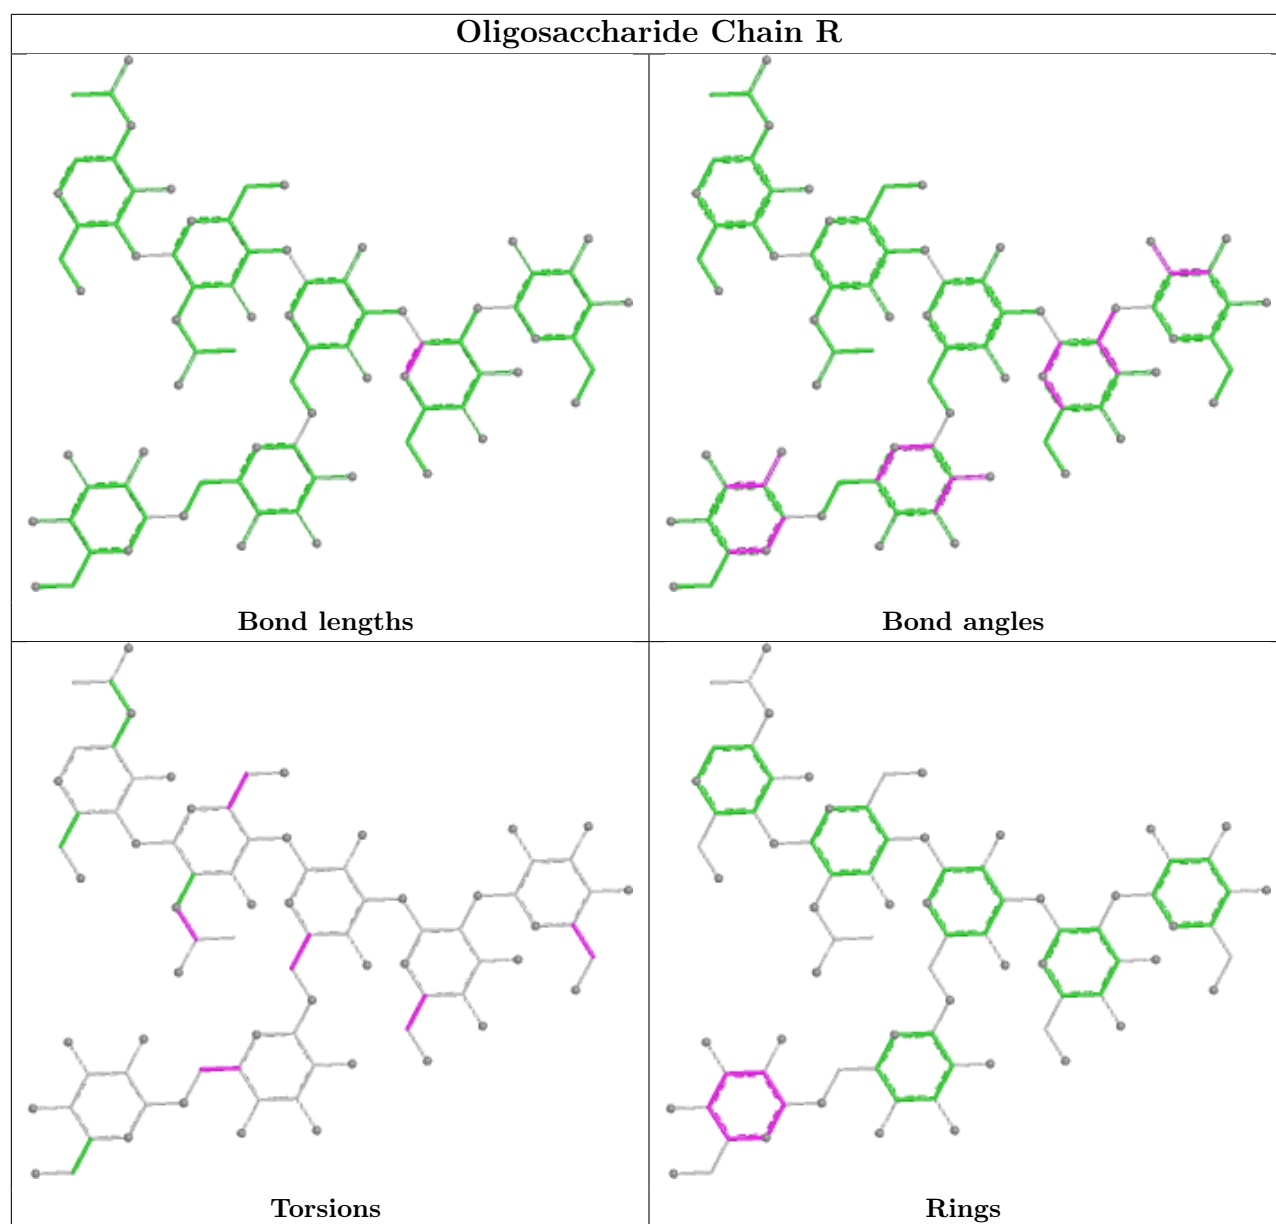 Oligosaccharide Chain R
Bond lengths
Bond angles
Torsions
Rings